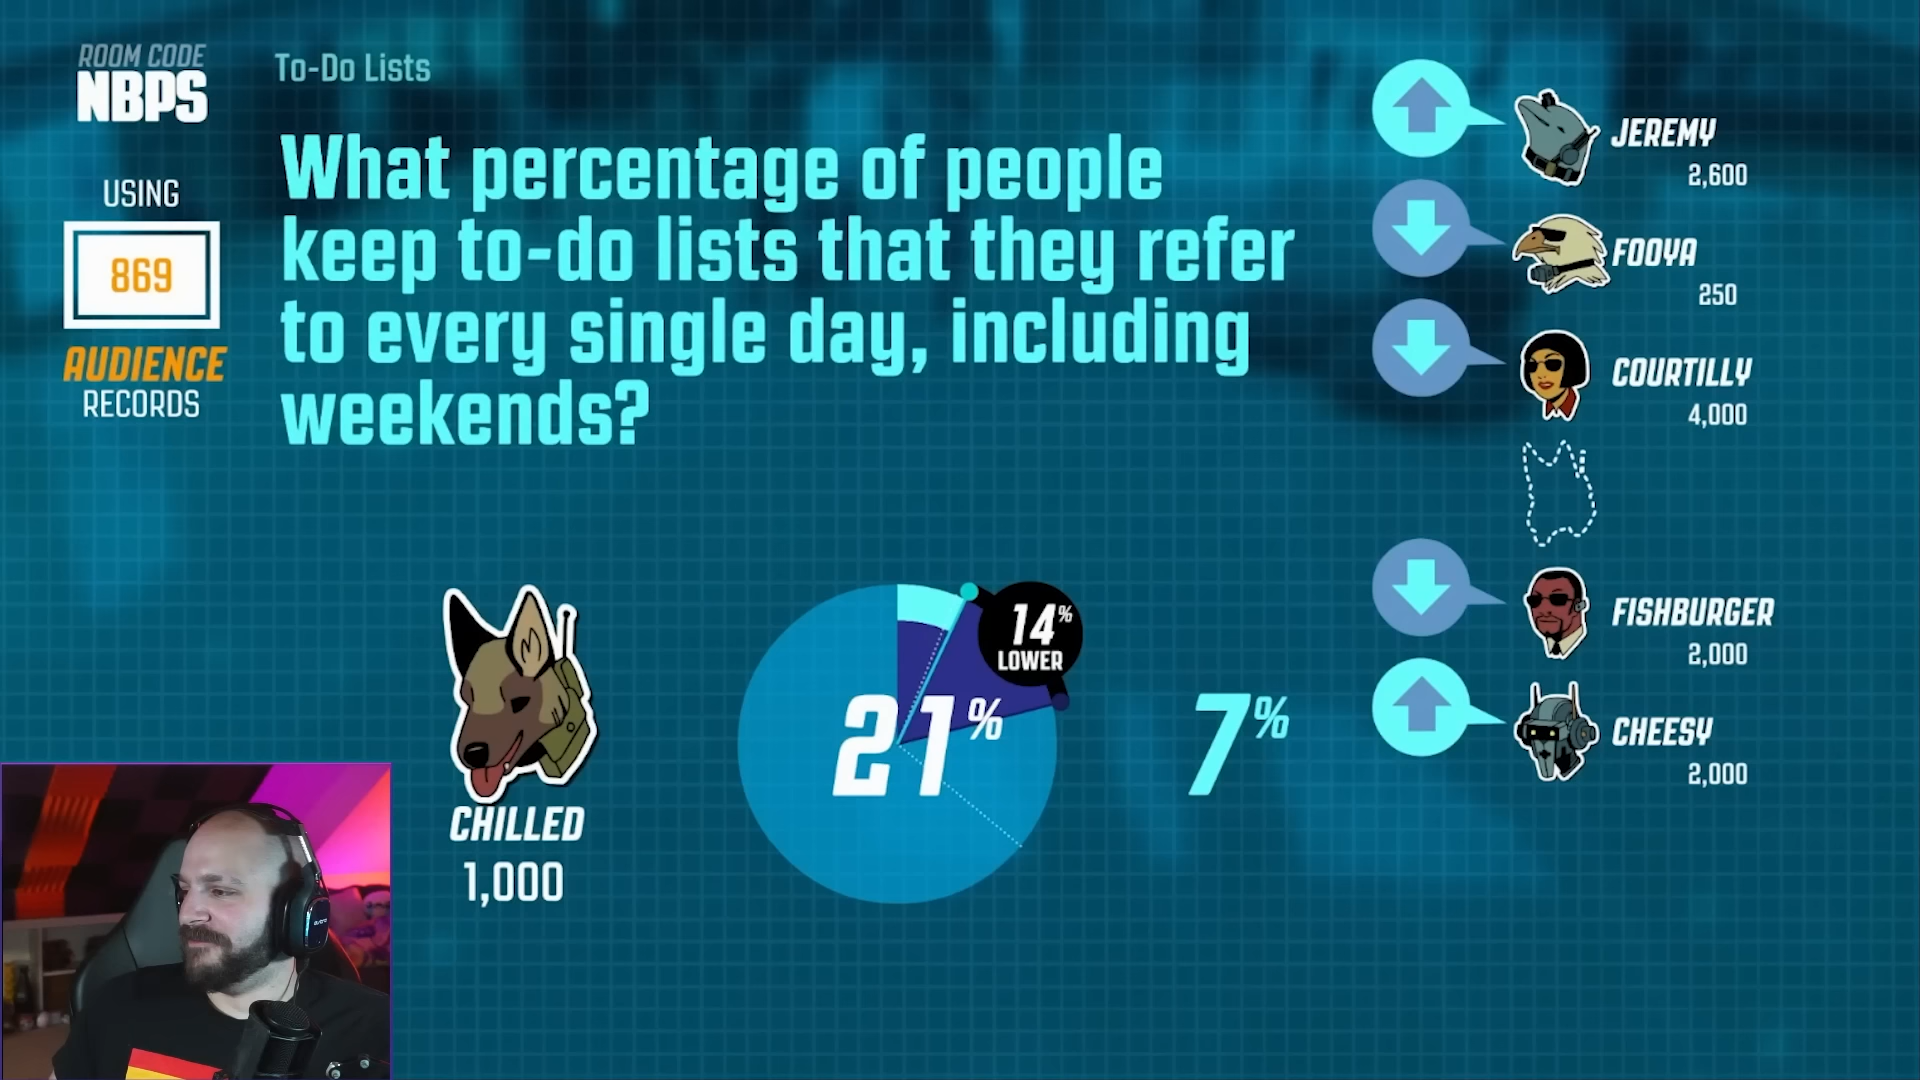 ROOM CODE
NBPS
USING
869
AUDIENCE
RECORDS
To-Do Lists
What percentage of people
keep to-do lists that they refer
to every single day, including
weekends?
CHILLED
1,000
21%
14%
LOWER
7%
JEREMY
2,600
FOOYA
250
COURTILLY
4,000
FISHBURGER
2,000
CHEESY
2,000